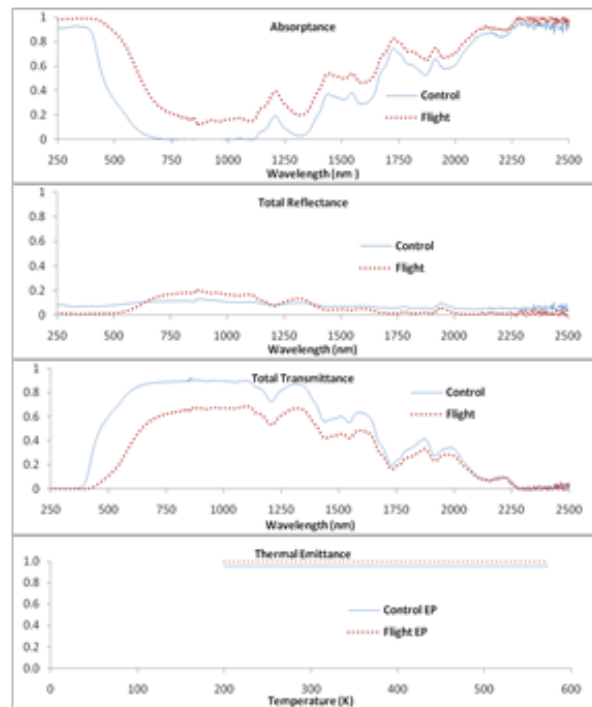 Absorptance
1
0.8
0.6
0.4
0.2
0
Control
Flight
250 500 750 1000 1250 1500 1750 2000 2250 2500
Wavelength (nm )
Total Reflectance
1
0.8
0.6
0.4
0.2
0
Control
Flight
250 500 750 1000 1250 1500 1750 2000 2250 2500
Wavelength (nm)
Total Transmittance
1
0.8
0.6
0.4
0.2
0
Control
Flight
250 500 750 1000 1250 1500 1750 2000 2250 2500
Wavelength (nm)
Thermal Emittance
1.0
0.8
0.6
0.4
0.2
0.0
Control EP
Flight EP
0 100 200 300 400 500 600
Temperature (K)